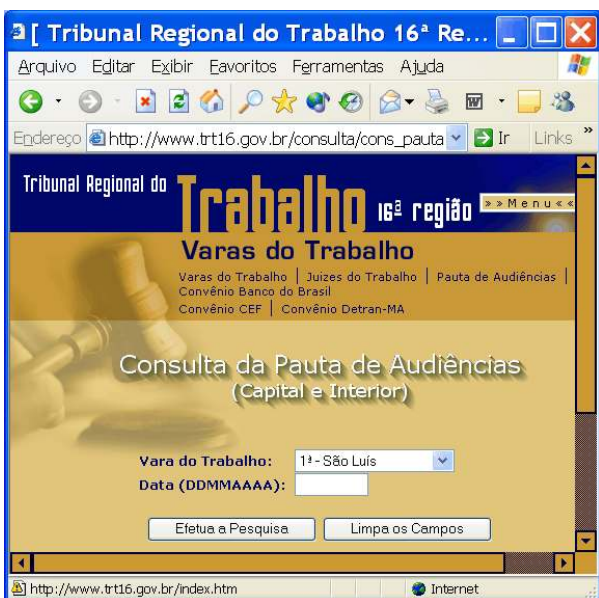 [ Tribunal Regional do Trabalho 16ª Re...
Arquivo Editar Exibir Favoritos Ferramentas Ajuda
Endereço http://www.trt16.gov.br/consulta/cons_pauta Ir Links »
Tribunal Regional do Trabalho 16ª região »»Menu««
Varas do Trabalho
Varas do Trabalho | Juizes do Trabalho | Pauta de Audiências |
Convênio Banco do Brasil
Convênio CEF | Convênio Detran-MA
Consulta da Pauta de Audiências
(Capital e Interior)
Vara do Trabalho: 1ª - São Luís
Data (DDMMAAAA):
Efetua a Pesquisa Limpa os Campos
http://www.trt16.gov.br/index.htm Internet